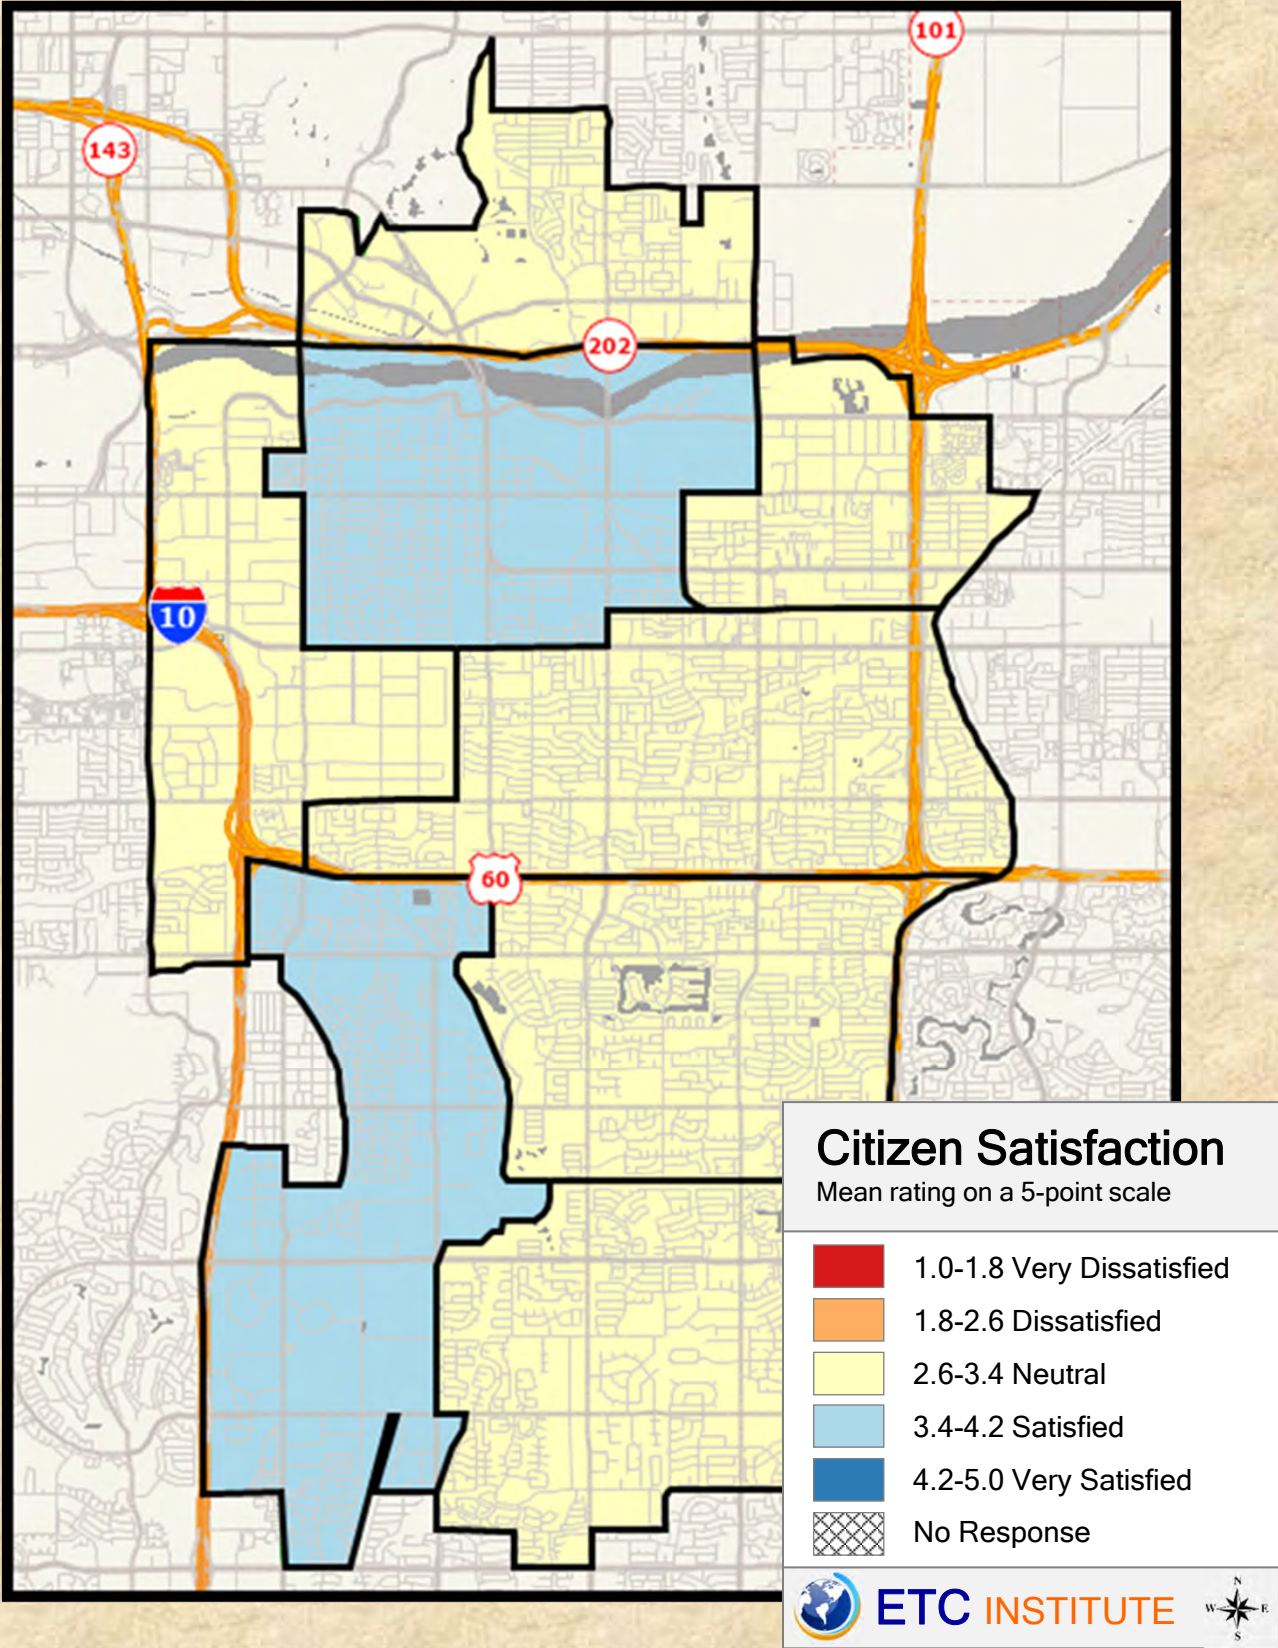 101
143
202
10
60
Citizen Satisfaction
Mean rating on a 5-point scale
1.0-1.8 Very Dissatisfied
1.8-2.6 Dissatisfied
2.6-3.4 Neutral
3.4-4.2 Satisfied
4.2-5.0 Very Satisfied
No Response
ETC INSTITUTE
N
W E
S